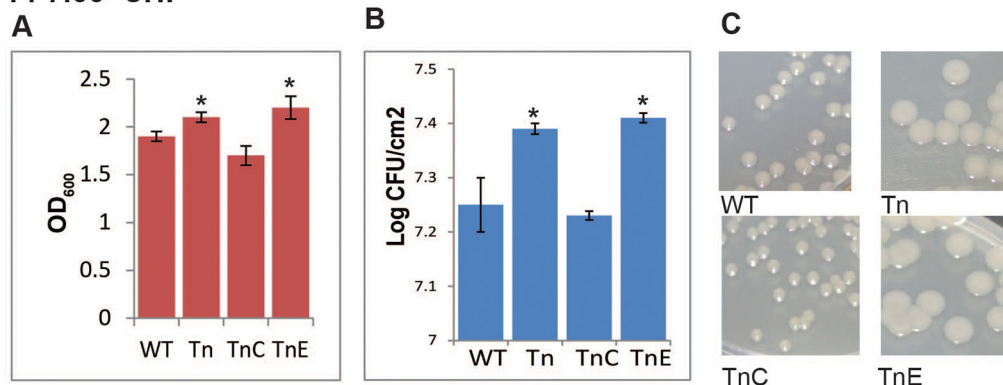 A
B
C
OD600
2.5
2
1.5
1
0.5
0
*
*
WT Tn TnC TnE
Log CFU/cm2
7.5
7.4
7.3
7.2
7.1
7
*
*
WT Tn TnC TnE
WT Tn
TnC TnE